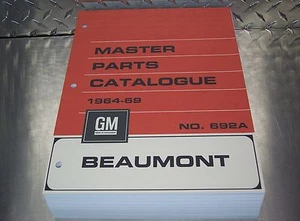 MASTER
PARTS
CATALOGUE
1964-69
GM
NO. 692A
BEAUMONT